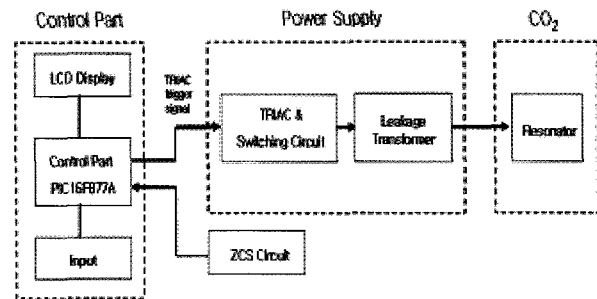 Control Part
Power Supply
CO2
LCD Display
TRIAC
trigger
signal
TRIAC &
Switching Circuit
Leakage
Transformer
Resonator
Control Part
PIC16F877A
Input
ZCS Circuit